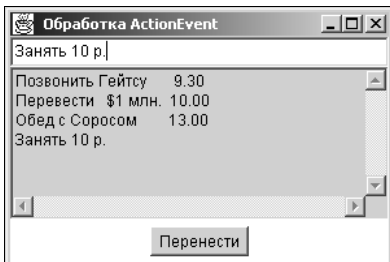 Обработка ActionEvent
Занять 10 р.
Позвонить Гейтсу 9.30
Перевести $1 млн. 10.00
Обед с Соросом 13.00
Занять 10 р.
Перенести